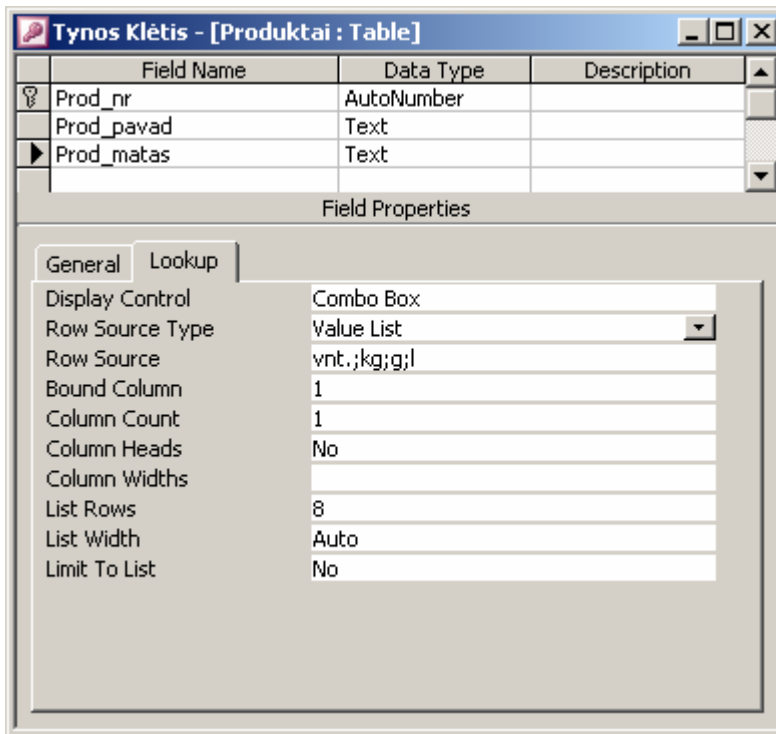 Tynos Klėtis - [Produktai : Table]
Field Name Data Type Description
Prod_nr AutoNumber
Prod_pavad Text
Prod_matas Text
Field Properties
General Lookup
Display Control Combo Box
Row Source Type Value List
Row Source vnt.;kg;g;l
Bound Column 1
Column Count 1
Column Heads No
Column Widths
List Rows 8
List Width Auto
Limit To List No